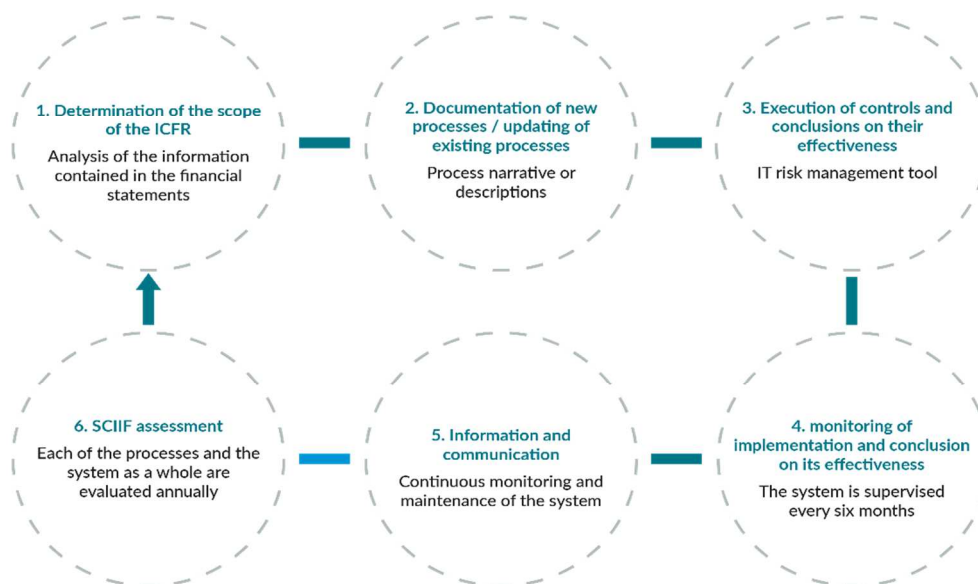 1. Determination of the scope
of the ICFR
Analysis of the information
contained in the financial
statements
2. Documentation of new
processes / updating of
existing processes
Process narrative or
descriptions
3. Execution of controls and
conclusions on their
effectiveness
IT risk management tool
6. SCIIF assessment
Each of the processes and the
system as a whole are
evaluated annually
5. Information and
communication
Continuous monitoring and
maintenance of the system
4. monitoring of
implementation and conclusion
on its effectiveness
The system is supervised
every six months